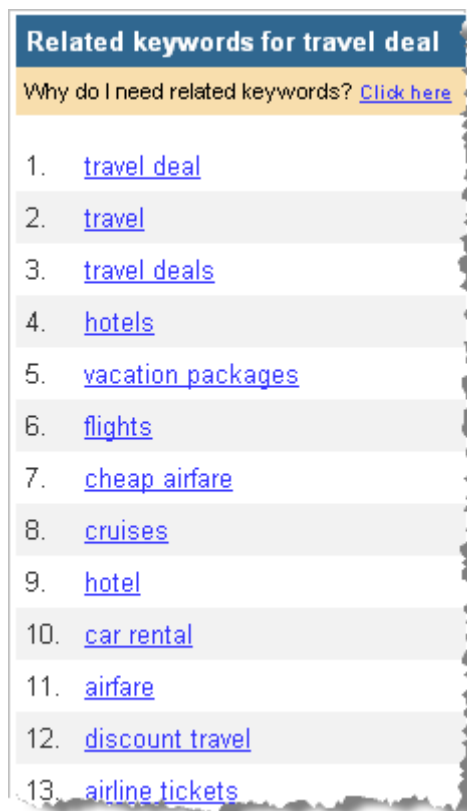 Related keywords for travel deal
Why do I need related keywords? Click here
1. travel deal
2. travel
3. travel deals
4. hotels
5. vacation packages
6. flights
7. cheap airfare
8. cruises
9. hotel
10. car rental
11. airfare
12. discount travel
13. airline tickets